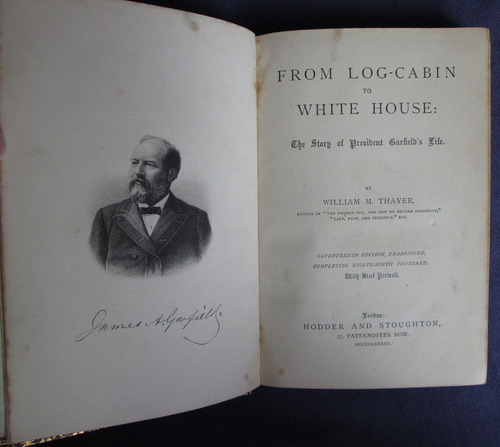 James A. Garfield
FROM LOG-CABIN
TO
WHITE HOUSE:
The Story of President Garfield's Life.
BY
WILLIAM M. THAYER,
AUTHOR OF "THE BOBBIN BOY, AND HOW HE BECAME PRESIDENT,"
"TACT, PUSH, AND PRINCIPLE," ETC.
SEVENTEENTH EDITION, UNABRIDGED,
COMPLETING EIGHTY-NINTH THOUSAND.
With Steel Portrait.
London:
HODDER AND STOUGHTON,
27, PATERNOSTER ROW.